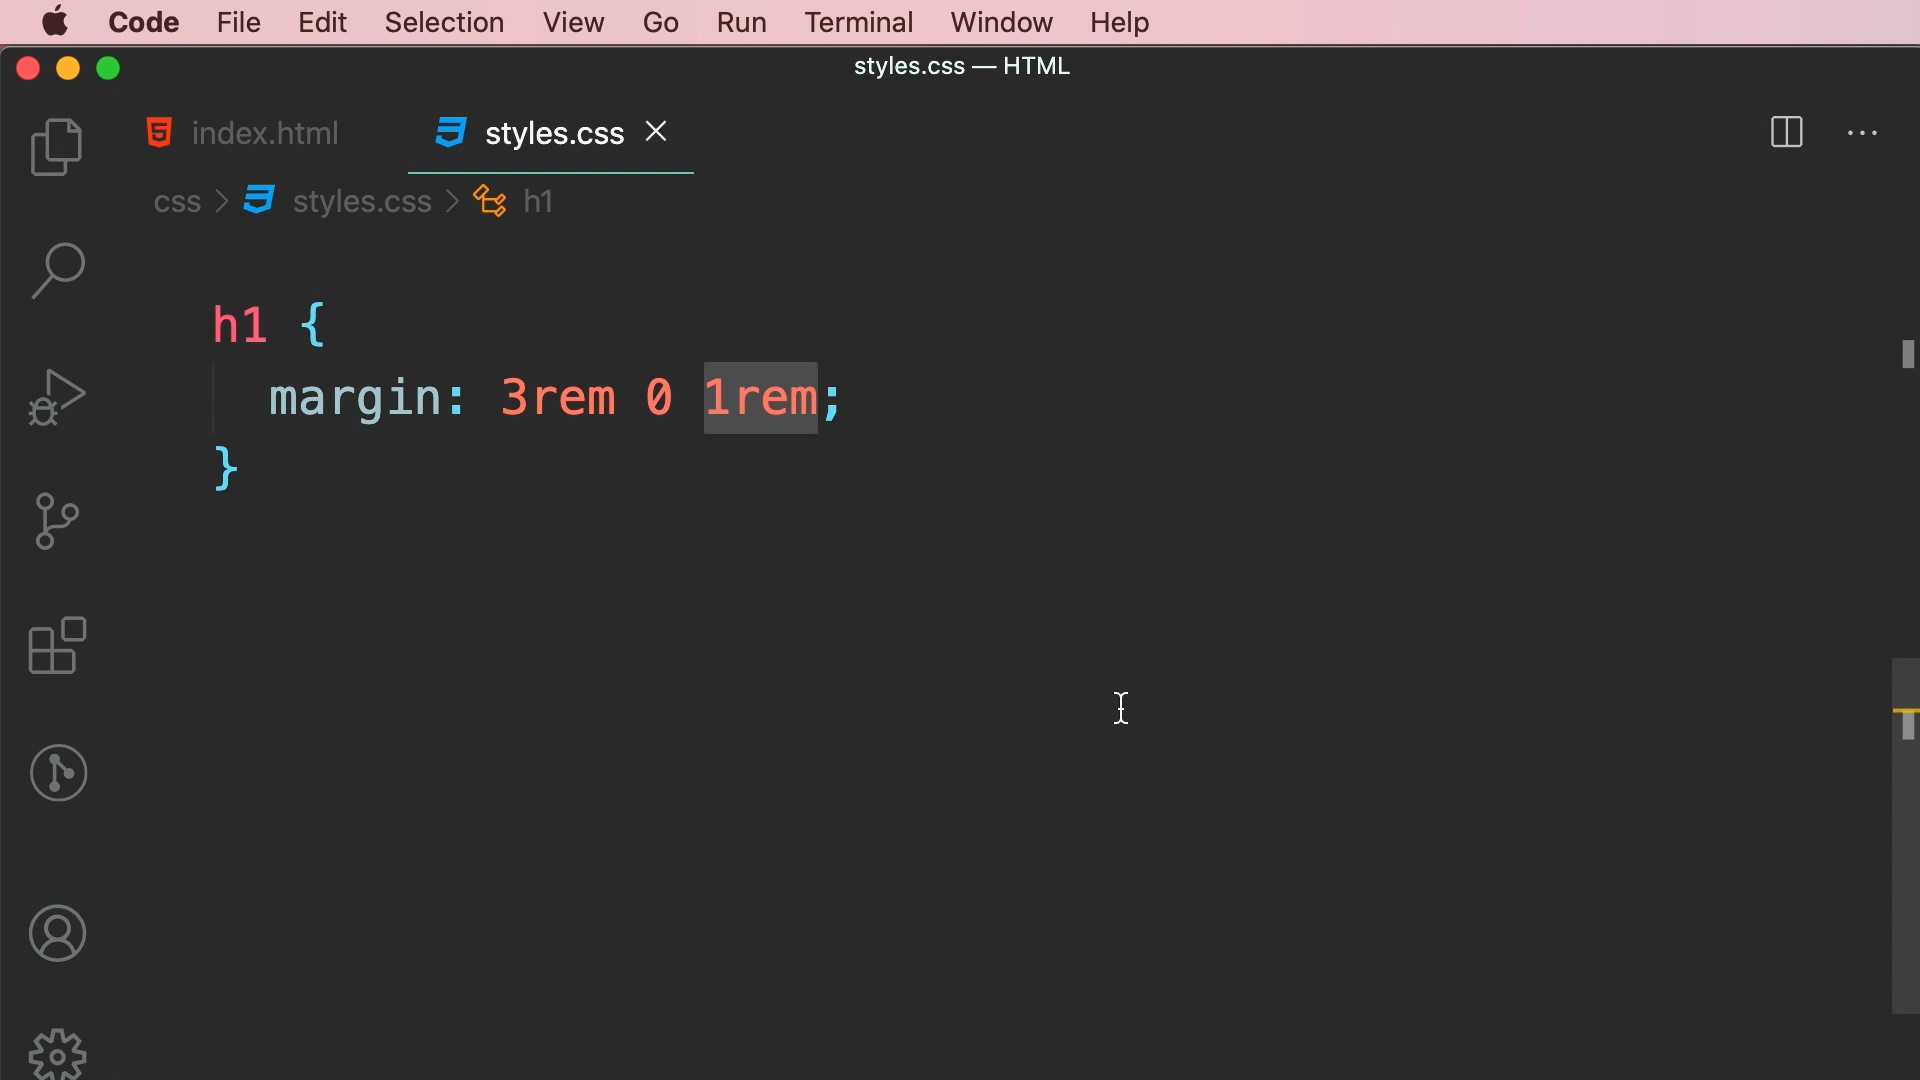 Code File Edit Selection View Go Run Terminal Window Help
styles.css — HTML
index.html styles.css
css > styles.css > h1
h1 {
  margin: 3rem 0 1rem;
}